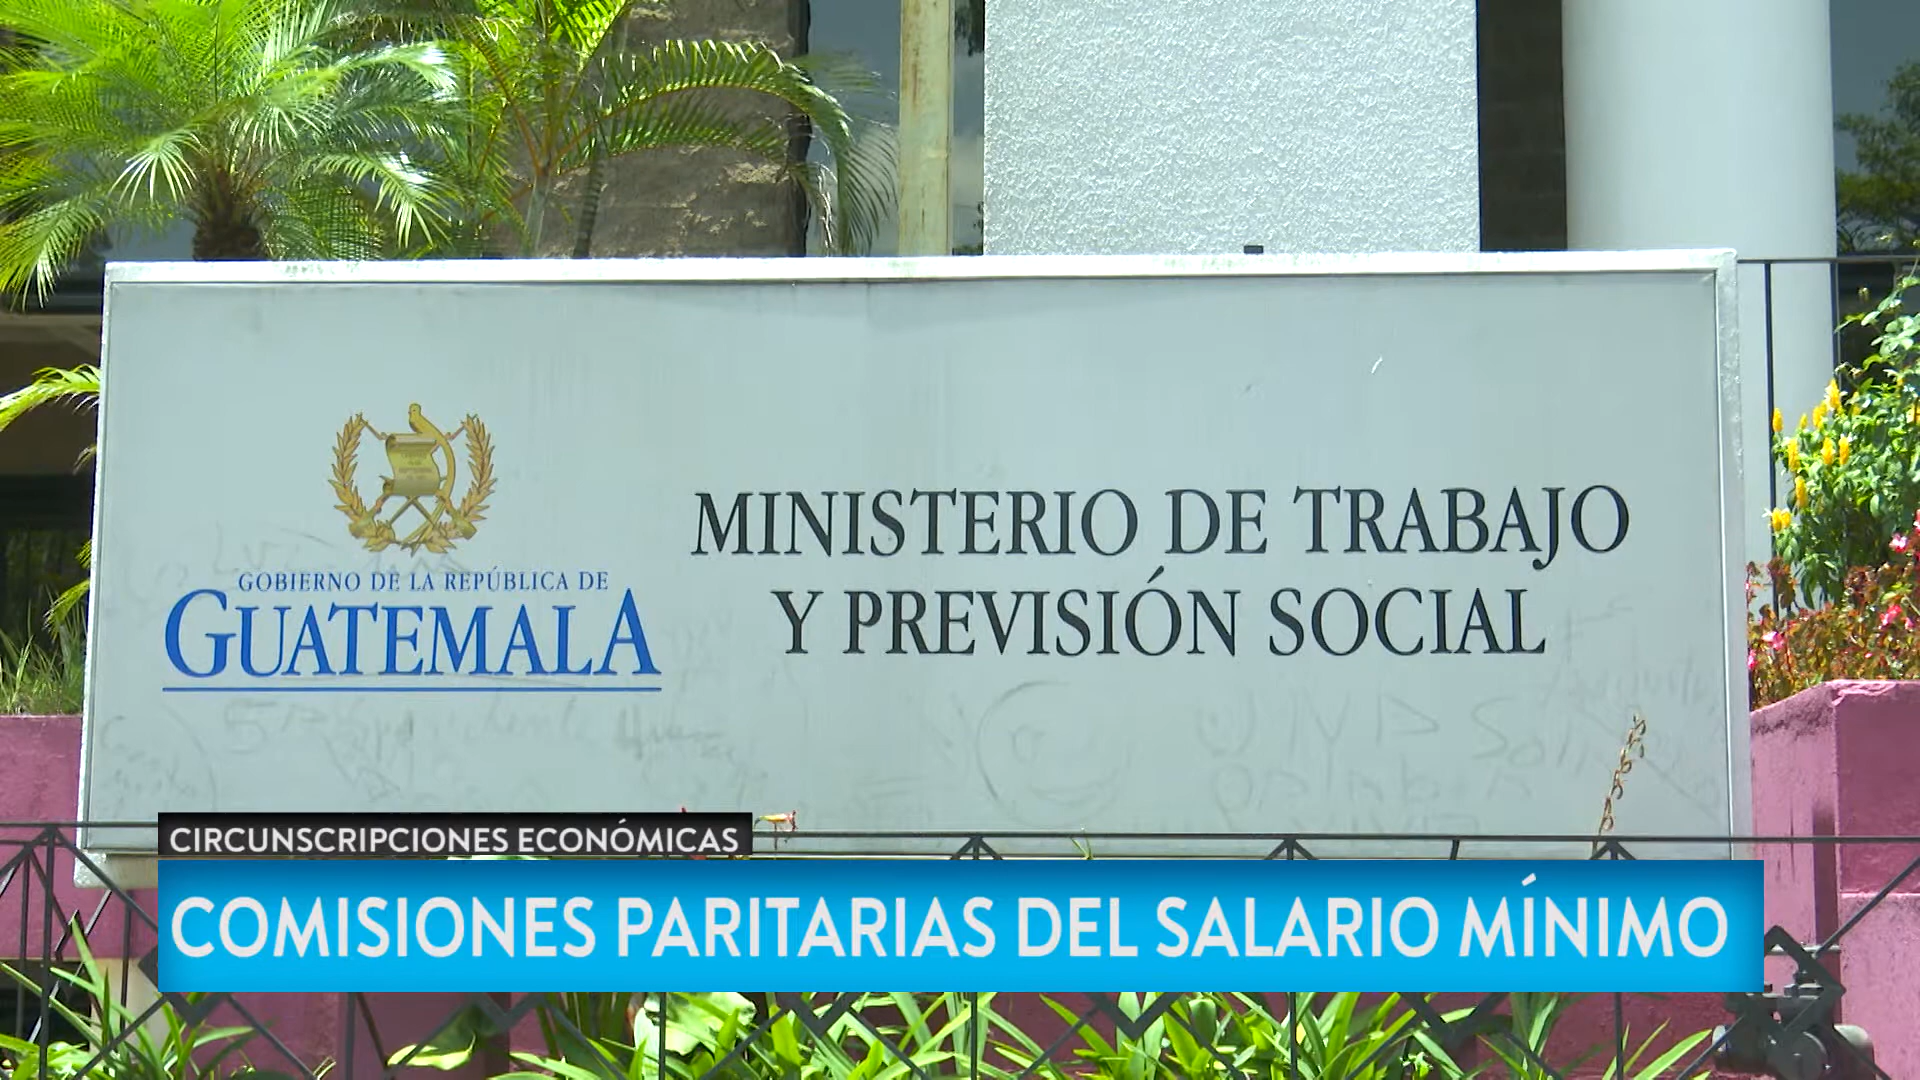 GOBIERNO DE LA REPÚBLICA DE
GUATEMALA
MINISTERIO DE TRABAJO
Y PREVISIÓN SOCIAL
CIRCUNSCRIPCIONES ECONÓMICAS
COMISIONES PARITARIAS DEL SALARIO MÍNIMO